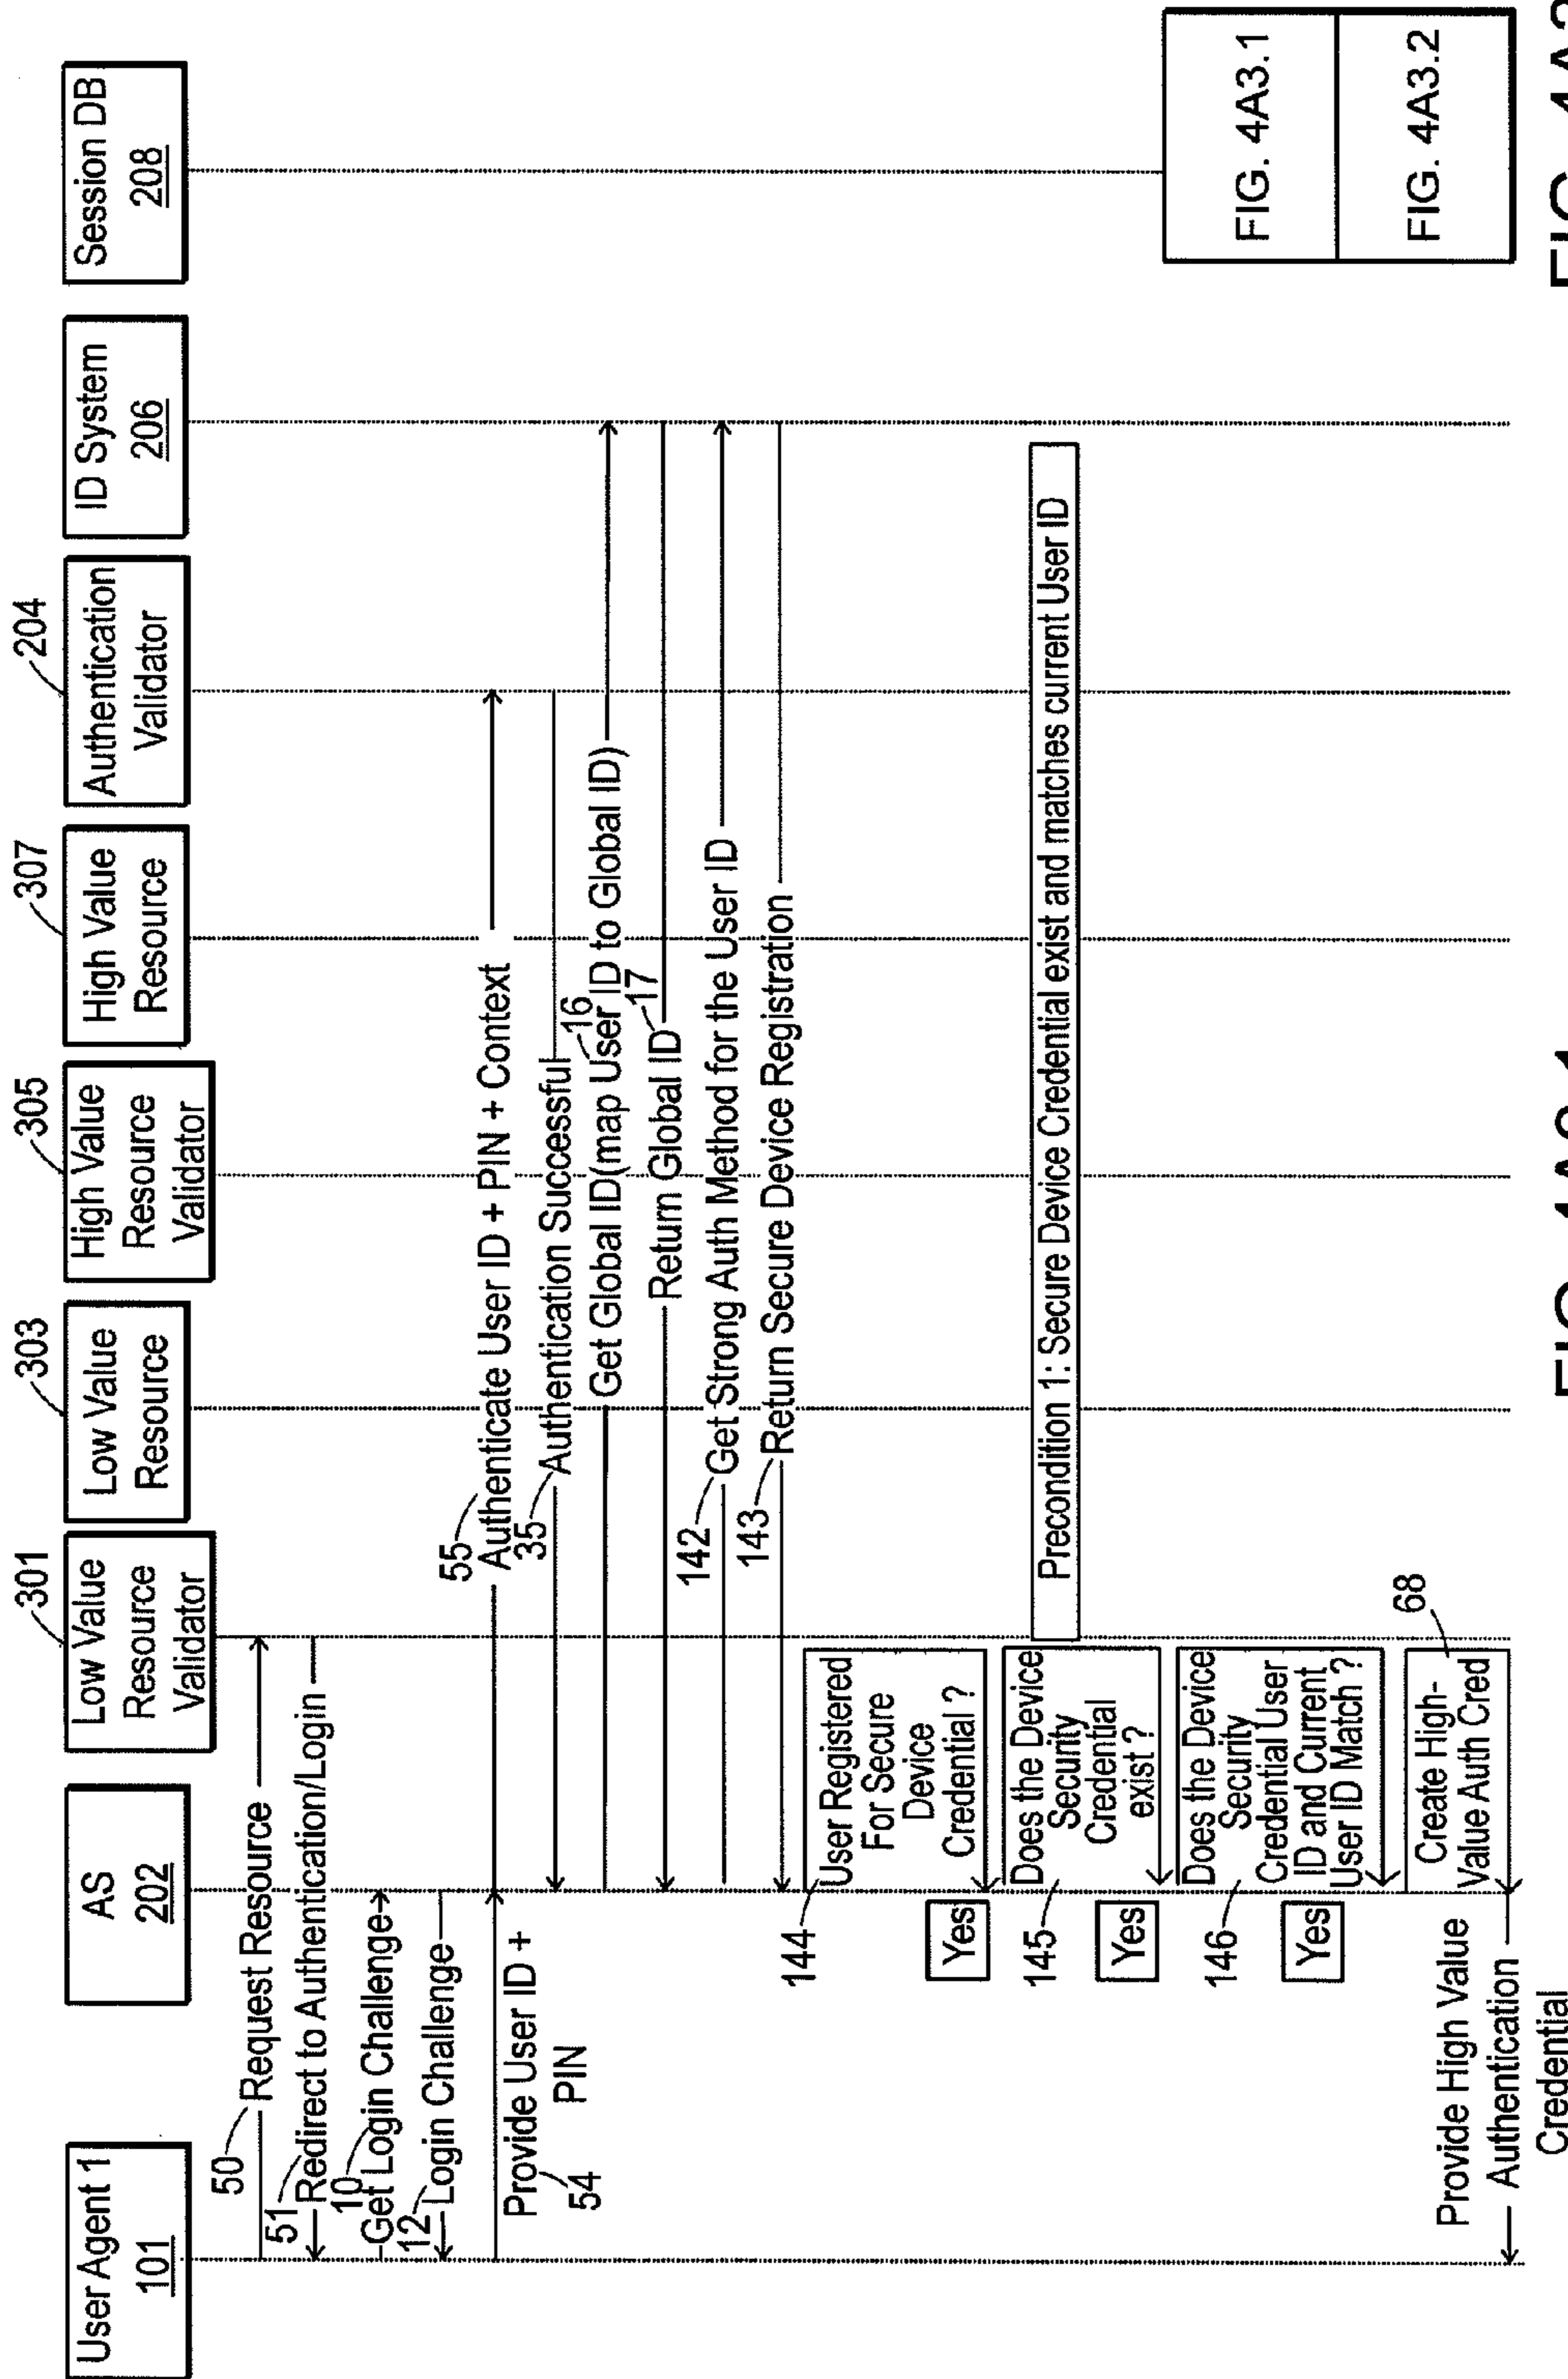 User Agent 1
101
AS
202
301
Low Value
Resource
Validator
303
Low Value
Resource
305
High Value
Resource
Validator
307
High Value
Resource
204
Authentication
Validator
ID System
206
Session DB
208
50
Request Resource
51
Redirect to Authentication/Login
10
Get Login Challenge
12
Login Challenge
Provide User ID +
PIN
54
55
Authenticate User ID + PIN + Context
35
Authentication Successful
16
Get Global ID(map User ID to Global ID)
Return Global ID
17
142
Get Strong Auth Method for the User ID
143
Return Secure Device Registration
144
User Registered
For Secure
Device
Credential ?
Yes
Precondition 1: Secure Device Credential exist and matches current User ID
145
Does the Device
Security
Credential
exist ?
Yes
146
Does the Device
Security
Credential User
ID and Current
User ID Match ?
Yes
68
Create High-
Value Auth Cred
Provide High Value
Authentication
Credential
FIG. 4A3.1
FIG. 4A3.2